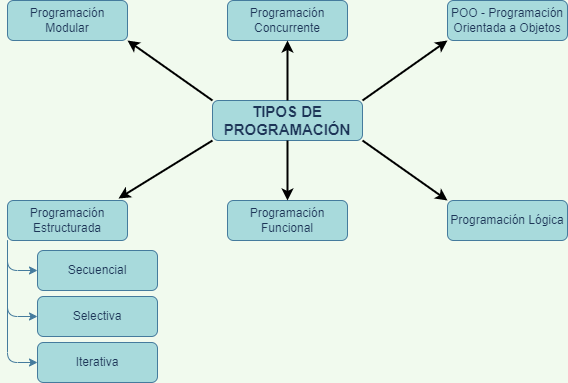 Programación
Modular
Programación
Concurrente
POO - Programación
Orientada a Objetos
TIPOS DE
PROGRAMACIÓN
Programación
Estructurada
Programación
Funcional
Programación Lógica
Secuencial
Selectiva
Iterativa